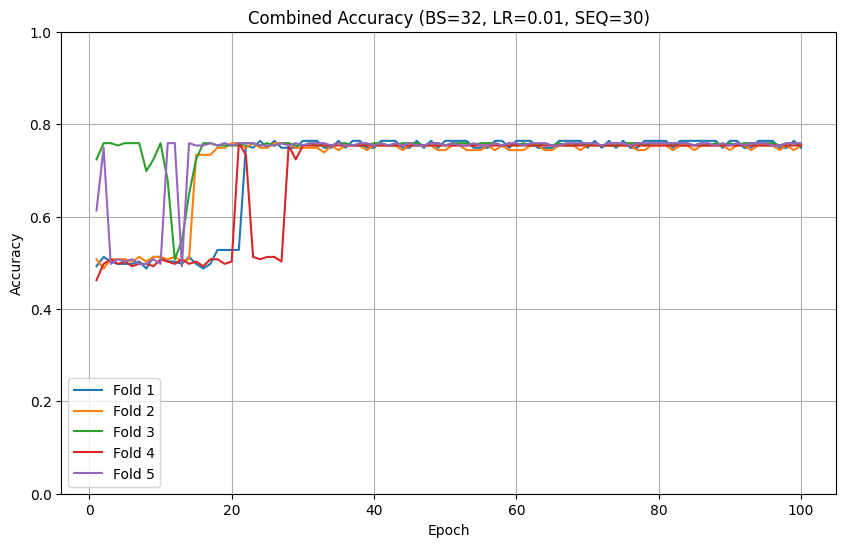 Combined Accuracy (BS=32, LR=0.01, SEQ=30)
1.0
0.8
0.6
0.4
0.2
0.0
Accuracy
Fold 1
Fold 2
Fold 3
Fold 4
Fold 5
0 20 40 60 80 100
Epoch